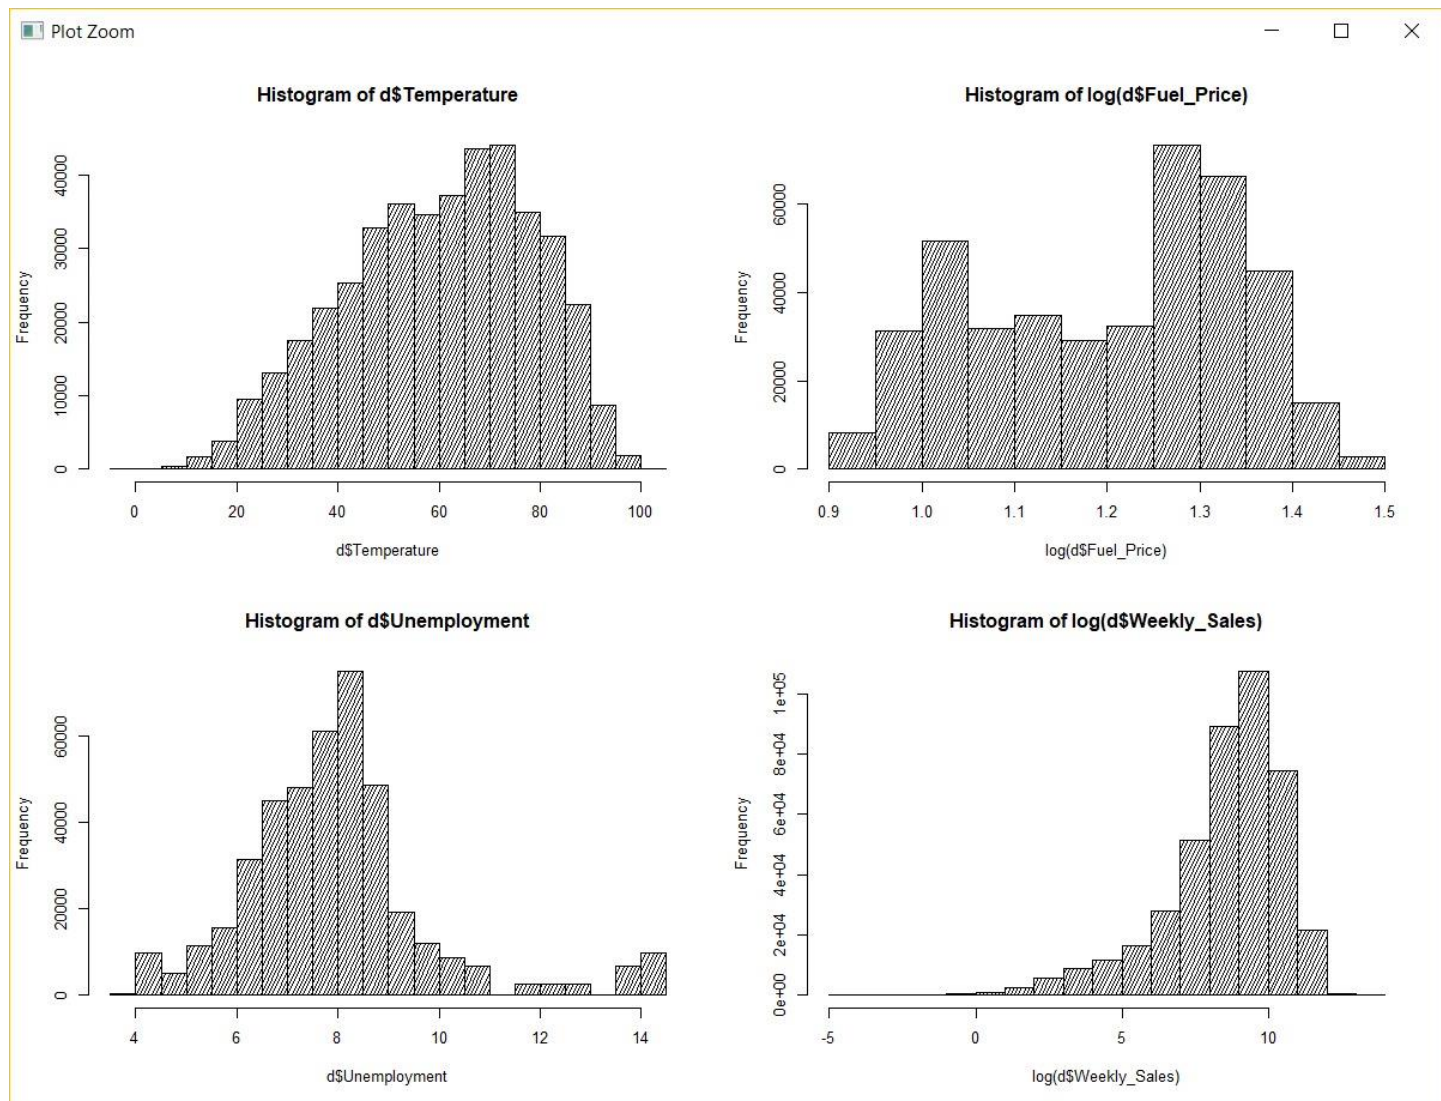 Plot Zoom
Histogram of d$Temperature
Frequency
0
10000
20000
30000
40000
0 20 40 60 80 100
d$Temperature
Histogram of log(d$Fuel_Price)
Frequency
0
20000
40000
60000
0.9 1.0 1.1 1.2 1.3 1.4 1.5
log(d$Fuel_Price)
Histogram of d$Unemployment
Frequency
0
20000
40000
60000
4 6 8 10 12 14
d$Unemployment
Histogram of log(d$Weekly_Sales)
Frequency
0e+00
2e+04
4e+04
6e+04
8e+04
1e+05
-5 0 5 10
log(d$Weekly_Sales)